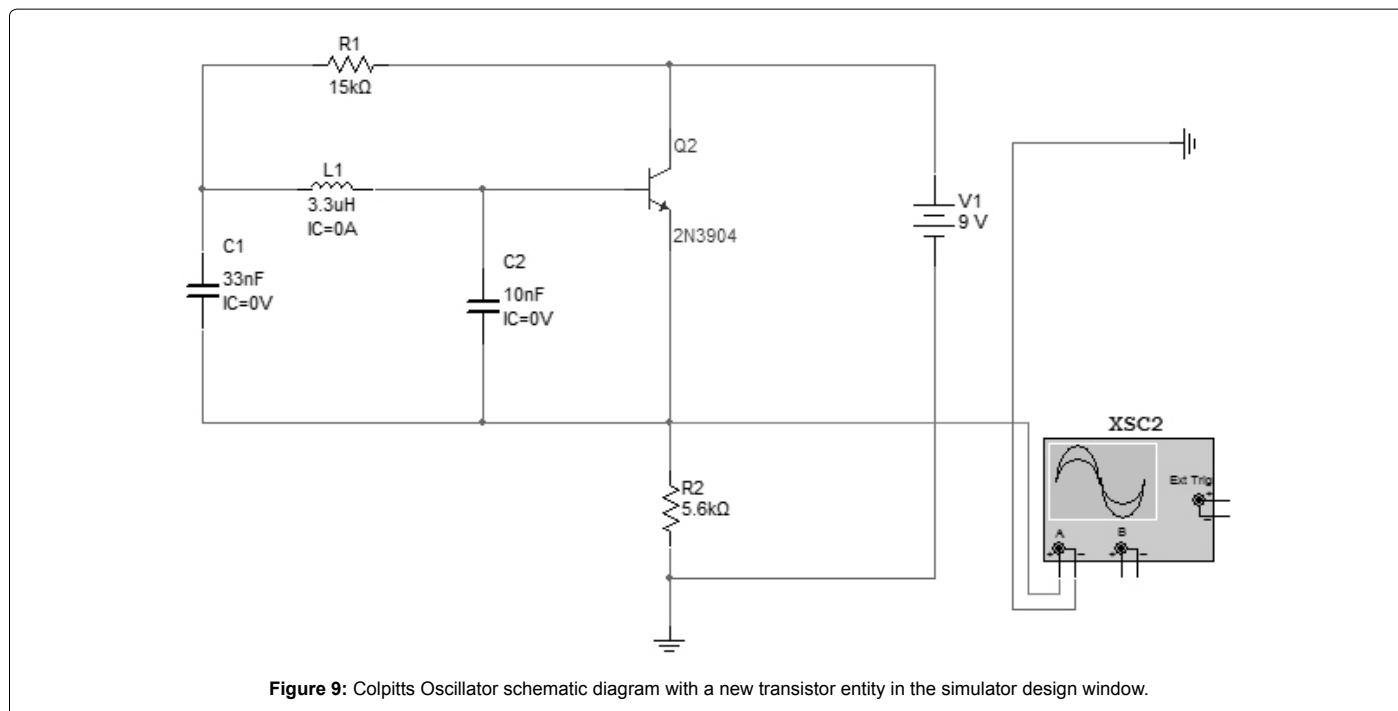 R1
15kΩ
Q2
L1
3.3uH
IC=0A
2N3904
V1
9 V
C1
33nF
IC=0V
C2
10nF
IC=0V
XSC2
Ext Trig
+
−
A
B
+ − + −
R2
5.6kΩ
Figure 9: Colpitts Oscillator schematic diagram with a new transistor entity in the simulator design window.